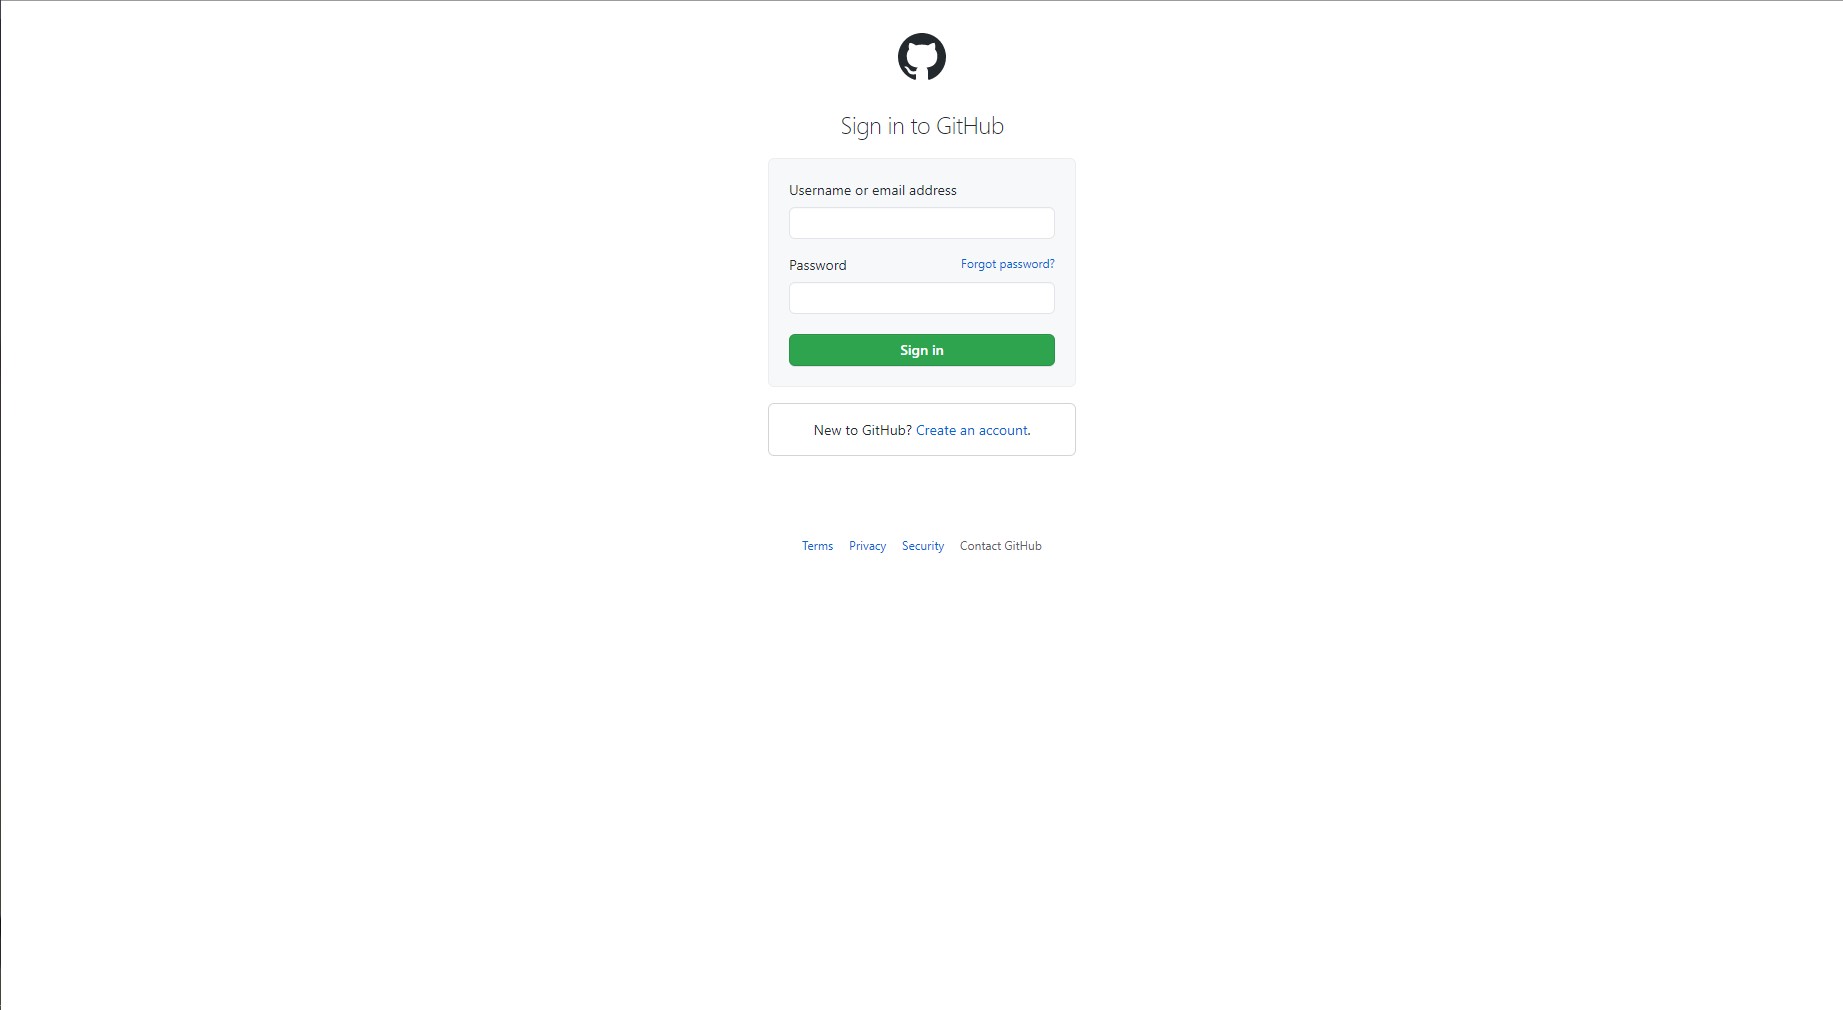 Sign in to GitHub
Username or email address
Password Forgot password?
Sign in
New to GitHub? Create an account.
Terms Privacy Security Contact GitHub